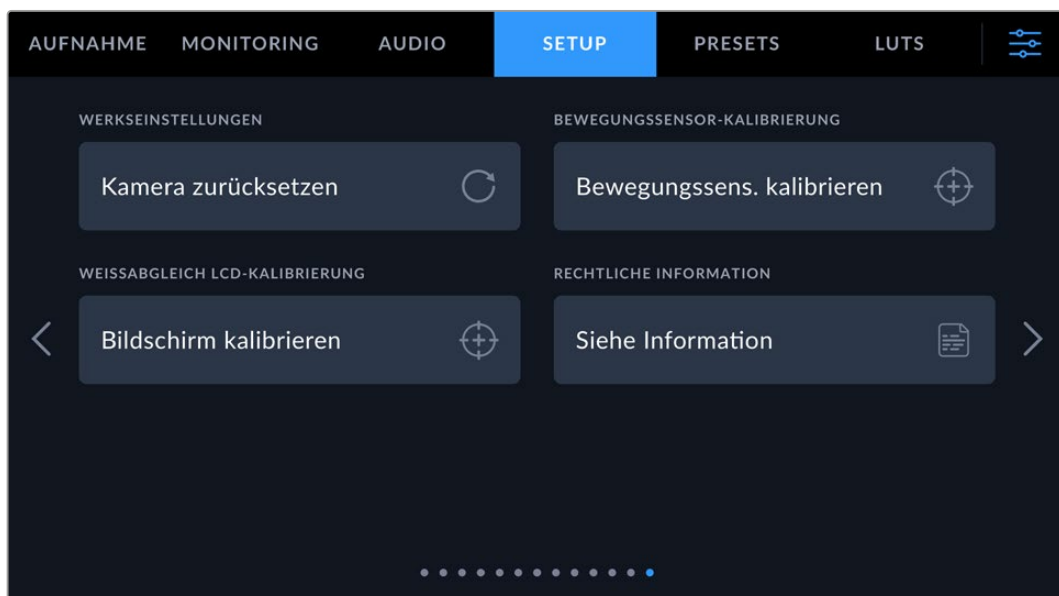 AUFNAHME MONITORING AUDIO SETUP PRESETS LUTS
WERKSEINSTELLUNGEN
Kamera zurücksetzen
BEWEGUNGSSENSOR-KALIBRIERUNG
Bewegungssens. kalibrieren
WEISSABGLEICH LCD-KALIBRIERUNG
Bildschirm kalibrieren
RECHTLICHE INFORMATION
Siehe Information